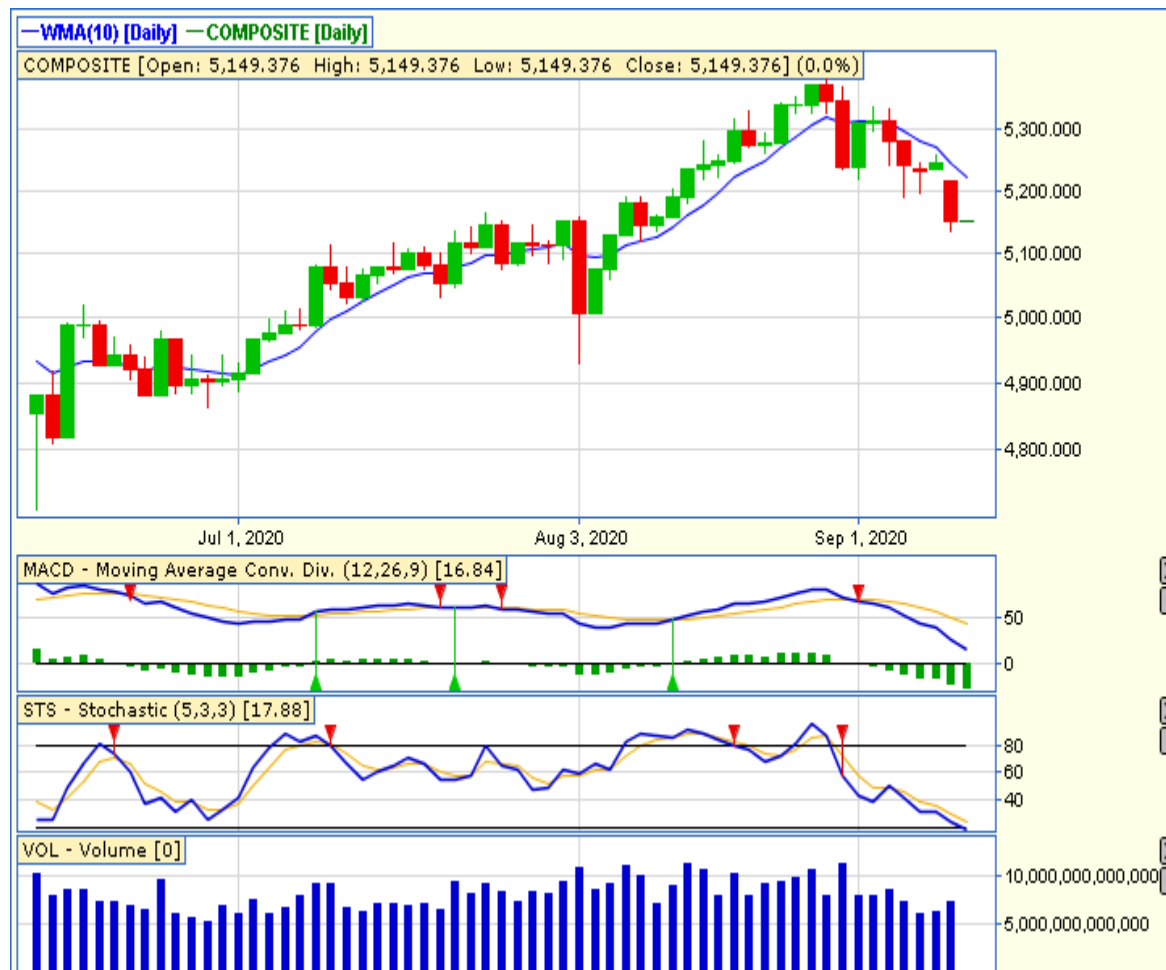 WMA(10) [Daily] COMPOSITE [Daily]
COMPOSITE [Open: 5,149.376 High: 5,149.376 Low: 5,149.376 Close: 5,149.376] (0.0%)
5,300.000
5,200.000
5,100.000
5,000.000
4,900.000
4,800.000
Jul 1, 2020 Aug 3, 2020 Sep 1, 2020
MACD - Moving Average Conv. Div. (12,26,9) [16.84]
50
0
STS - Stochastic (5,3,3) [17.88]
80
60
40
VOL - Volume [0]
10,000,000,000,000
5,000,000,000,000